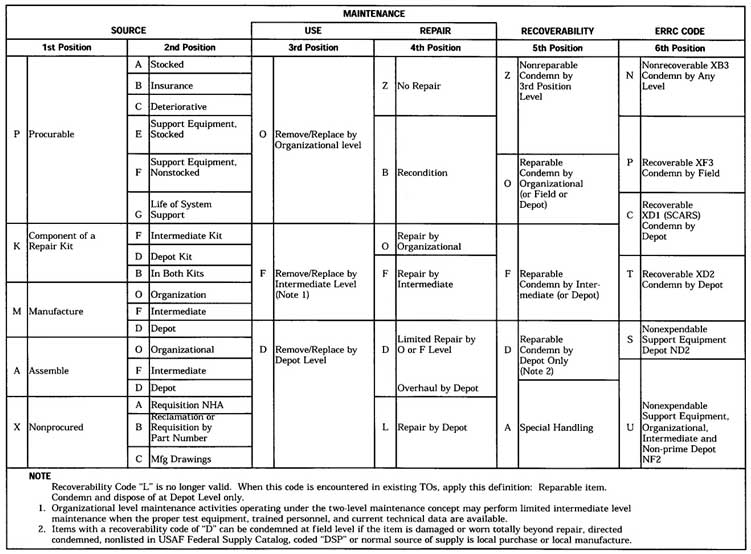 MAINTENANCE
SOURCE USE REPAIR RECOVERABILITY ERRC CODE
1st Position 2nd Position 3rd Position 4th Position 5th Position 6th Position
P Procurable
A Stocked
B Insurance
C Deteriorative
E Support Equipment,
Stocked
F Support Equipment,
Nonstocked
G Life of System
Support
K Component of a
Repair Kit
F Intermediate Kit
D Depot Kit
B In Both Kits
M Manufacture
O Organization
F Intermediate
D Depot
A Assemble
O Organizational
F Intermediate
D Depot
X Nonprocured
A Requisition NHA
B Reclamation or
Requisition by
Part Number
C Mfg Drawings
O Remove/Replace by
Organizational level
F Remove/Replace by
Intermediate Level
(Note 1)
D Remove/Replace by
Depot Level
Z No Repair
B Recondition
O Repair by
Organizational
F Repair by
Intermediate
D Limited Repair by
O or F Level
Overhaul by Depot
L Repair by Depot
Z Nonreparable
Condemn by
3rd Position
Level
O Reparable
Condemn by
Organizational
(or Field or
Depot)
F Reparable
Condemn by Inter-
mediate (or Depot)
D Reparable
Condemn by
Depot Only
(Note 2)
A Special Handling
N Nonrecoverable XB3
Condemn by Any
Level
P Recoverable XF3
Condemn by Field
C Recoverable
XD1 (SCARS)
Condemn by
Depot
T Recoverable XD2
Condemn by Depot
S Nonexpendable
Support Equipment
Depot ND2
U Nonexpendable
Support Equipment,
Organizational,
Intermediate and
Non-prime Depot
NF2
NOTE
Recoverability Code "L" is no longer valid. When this code is encountered in existing TOs, apply this definition: Reparable item.
Condemn and dispose of at Depot Level only.
1. Organizational level maintenance activities operating under the two-level maintenance concept may perform limited intermediate level
maintenance when the proper test equipment, trained personnel, and current technical data are available.
2. Items with a recoverability code of "D" can be condemned at field level if the item is damaged or worn totally beyond repair, directed
condemned, nonlisted in USAF Federal Supply Catalog, coded "DSP" or normal source of supply is local purchase or local manufacture.